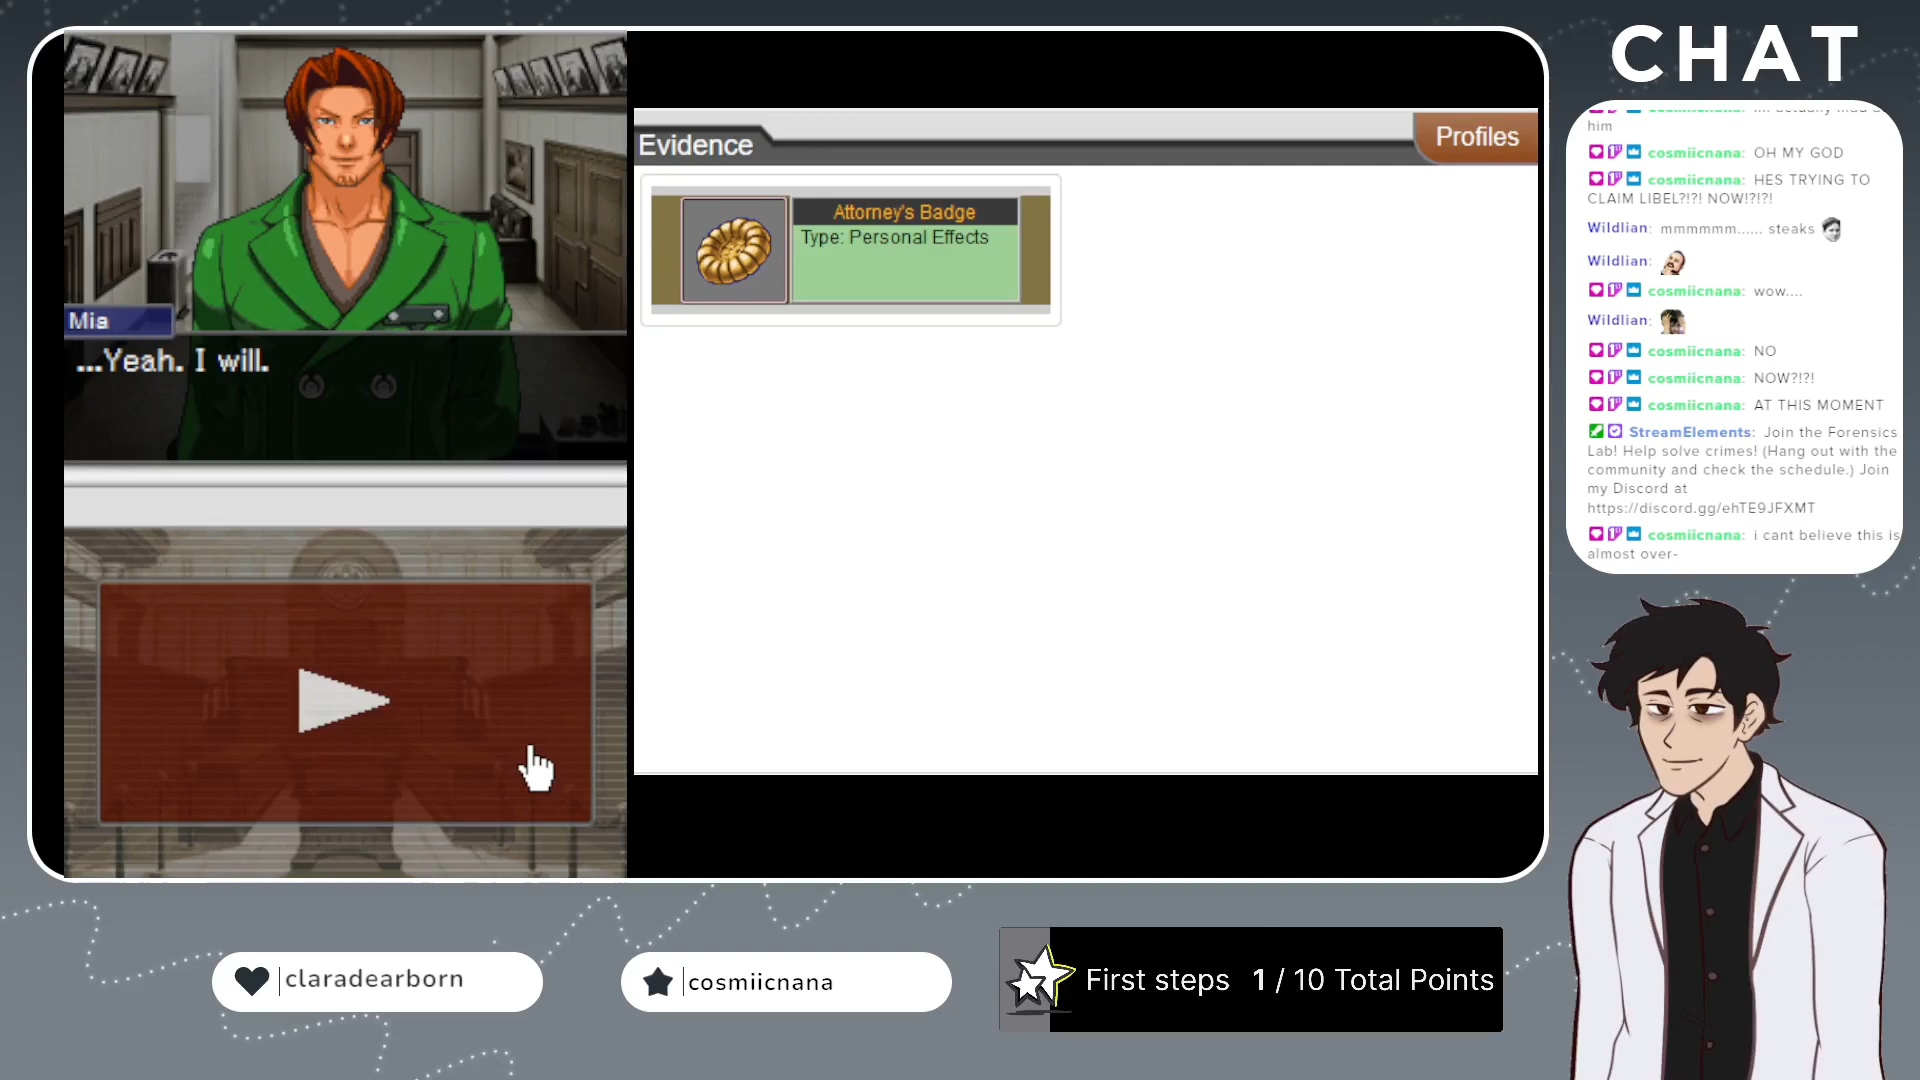 CHAT
him
cosmiicnana: OH MY GOD
cosmiicnana: HES TRYING TO
CLAIM LIBEL?!?! NOW!?!?!
Wildlian: mmmmmm...... steaks
Wildlian:
cosmiicnana: wow....
Wildlian:
cosmiicnana: NO
cosmiicnana: NOW?!?!
cosmiicnana: AT THIS MOMENT
StreamElements: Join the Forensics
Lab! Help solve crimes! (Hang out with the
community and check the schedule.) Join
my Discord at
https://discord.gg/ehTE9JFXMT
cosmiicnana: i cant believe this is
almost over-
Evidence
Profiles
Attorney's Badge
Type: Personal Effects
Mia
...Yeah. I will.
claradearborn
cosmiicnana
First steps 1 / 10 Total Points